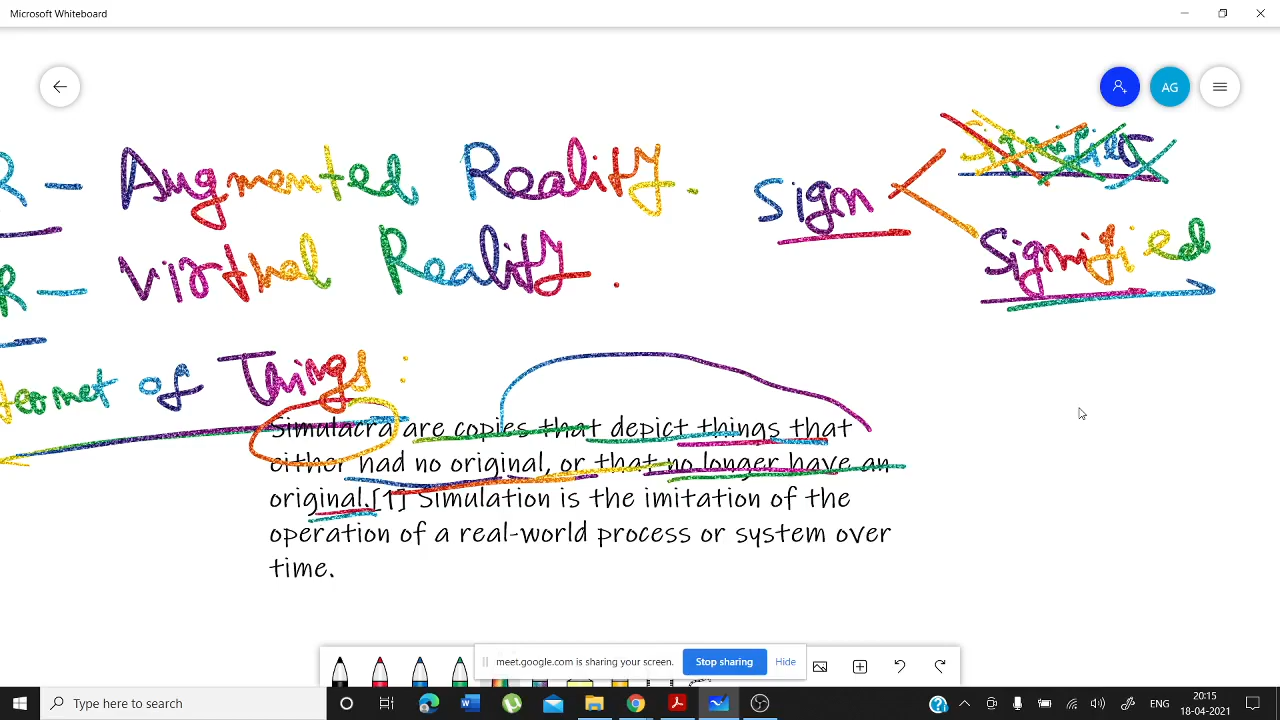 Microsoft Whiteboard
AG
R - Augmented Reality.
R - Virtual Reality.
Sign
Signified
of Things:
Simulacra are copies that depict things that
either had no original, or that no longer have an
original.[1] Simulation is the imitation of the
operation of a real-world process or system over
time.
meet.google.com is sharing your screen.
Stop sharing
Hide
Type here to search
ENG
20:15
18-04-2021